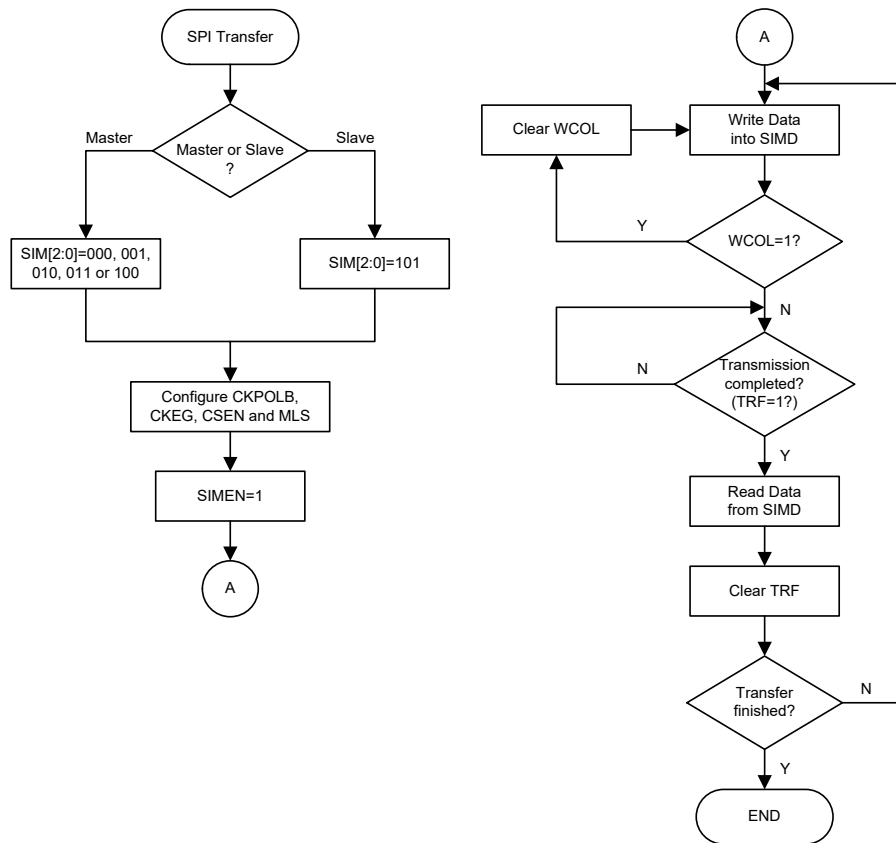 SPI Transfer
Master
Master or Slave
?
Slave
SIM[2:0]=000, 001,
010, 011 or 100
SIM[2:0]=101
Configure CKPOLB,
CKEG, CSEN and MLS
SIMEN=1
A
A
Clear WCOL
Write Data
into SIMD
Y
WCOL=1?
N
N
Transmission
completed?
(TRF=1?)
Y
Read Data
from SIMD
Clear TRF
Transfer
finished?
N
Y
END